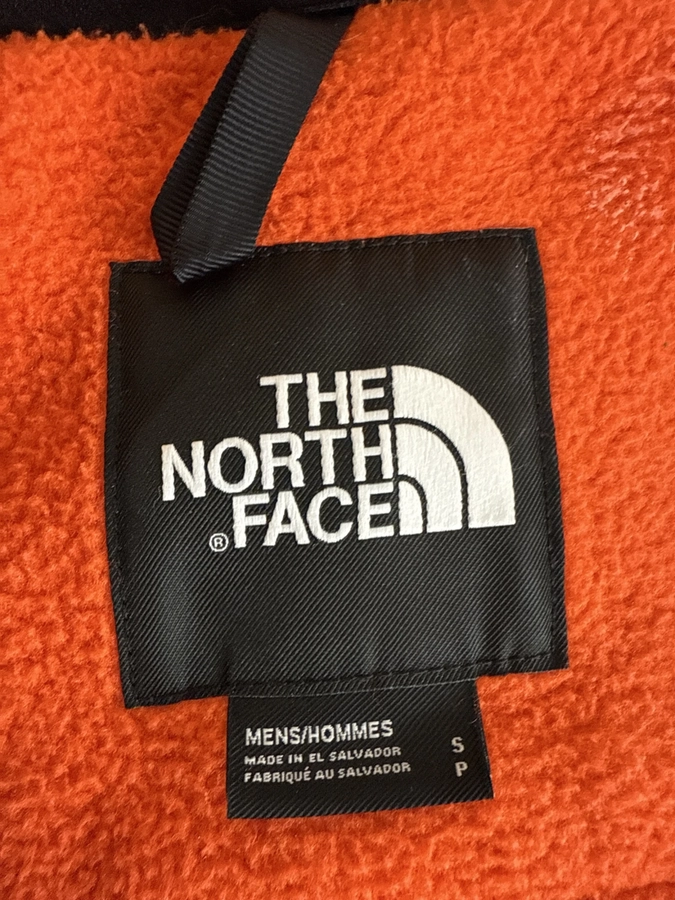 THE
NORTH
FACE
®
MENS/HOMMES
MADE IN EL SALVADOR
FABRIQUÉ AU SALVADOR
S
P